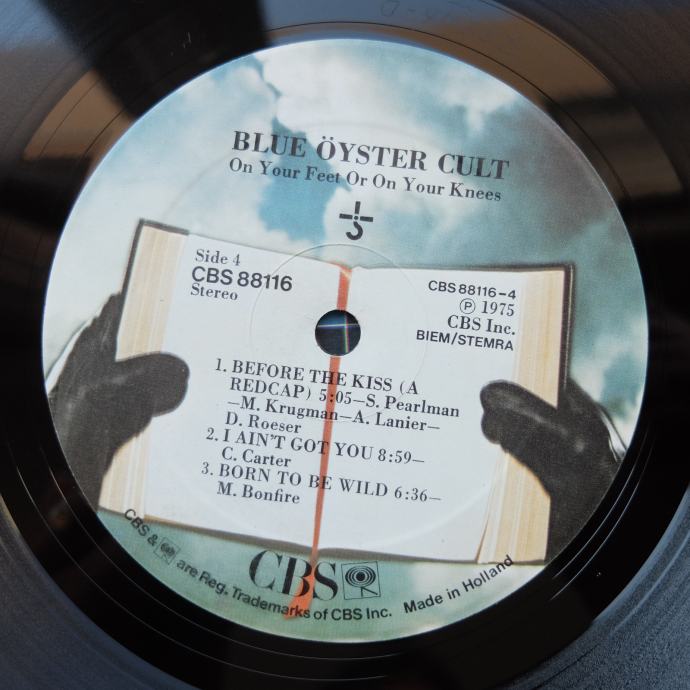 BLUE ÖYSTER CULT
On Your Feet Or On Your Knees
Side 4
CBS 88116
Stereo
CBS 88116-4
Ⓟ 1975
CBS Inc.
BIEM/STEMRA
1. BEFORE THE KISS (A
REDCAP) 5:05—S. Pearlman
—M. Krugman—A. Lanier—
D. Roeser
2. I AIN'T GOT YOU 8:59—
C. Carter
3. BORN TO BE WILD 6:36—
M. Bonfire
CBS
CBS & are Reg. Trademarks of CBS Inc. Made in Holland